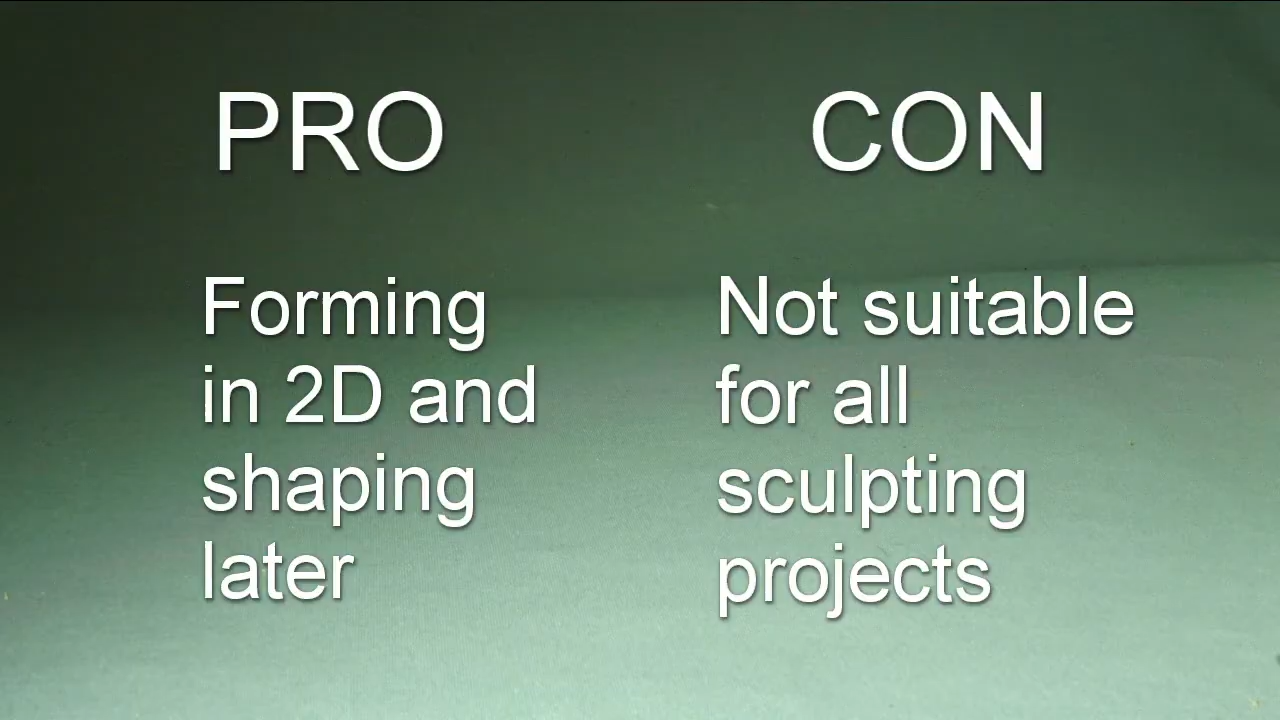 PRO
Forming
in 2D and
shaping
later
CON
Not suitable
for all
sculpting
projects